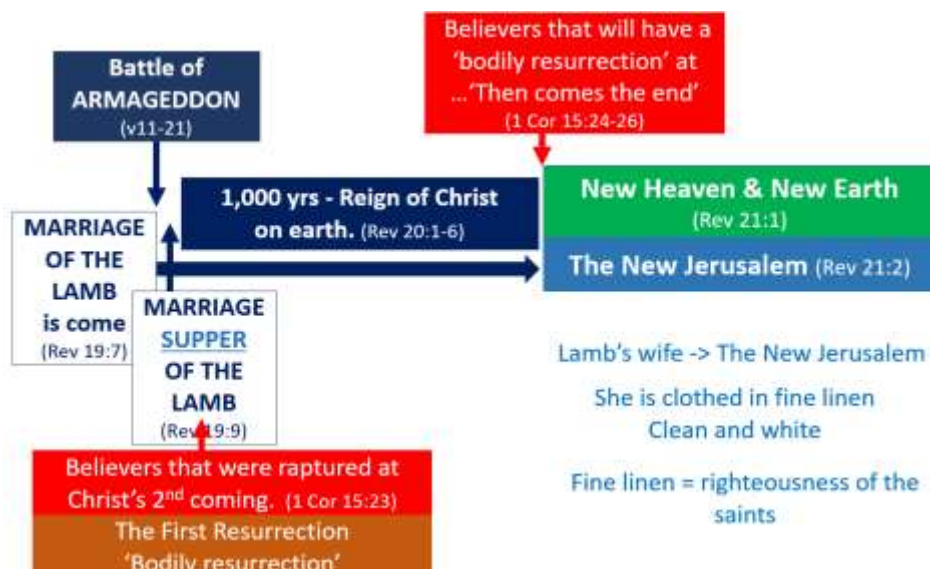 Battle of
ARMAGEDDON
(v11-21)
Believers that will have a
‘bodily resurrection’ at
…‘Then comes the end’
(1 Cor 15:24-26)
1,000 yrs - Reign of Christ
on earth. (Rev 20:1-6)
New Heaven & New Earth
(Rev 21:1)
The New Jerusalem (Rev 21:2)
MARRIAGE
OF THE
LAMB
is come
(Rev 19:7)
MARRIAGE
SUPPER
OF THE
LAMB
(Rev 19:9)
Lamb’s wife -> The New Jerusalem
She is clothed in fine linen
Clean and white
Fine linen = righteousness of the
saints
Believers that were raptured at
Christ’s 2nd coming. (1 Cor 15:23)
The First Resurrection
‘Bodily resurrection’